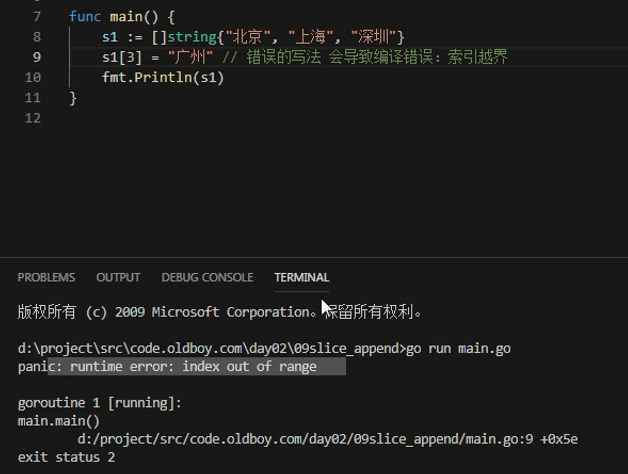 7 func main() {
8 s1 := []string{"北京", "上海", "深圳"}
9 s1[3] = "广州" // 错误的写法 会导致编译错误：索引越界
10 fmt.Println(s1)
11 }
12
PROBLEMS OUTPUT DEBUG CONSOLE TERMINAL
版权所有 (c) 2009 Microsoft Corporation。保留所有权利。
d:\project\src\code.oldboy.com\day02\09slice_append>go run main.go
panic: runtime error: index out of range
goroutine 1 [running]:
main.main()
d:/project/src/code.oldboy.com/day02/09slice_append/main.go:9 +0x5e
exit status 2